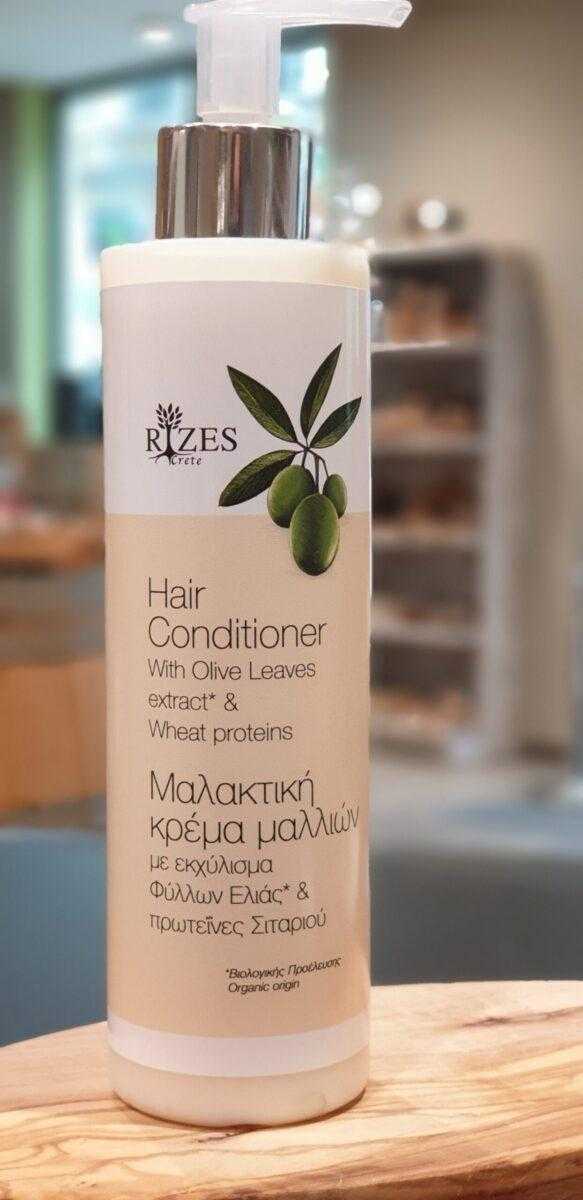 RIZES
Crete
Hair
Conditioner
With Olive Leaves
extract* &
Wheat proteins
Μαλακτική
κρέμα μαλλιών
με εκχύλισμα
Φύλλων Ελιάς* &
πρωτεΐνες Σιταριού
*Βιολογικής Προέλευσης
Organic origin